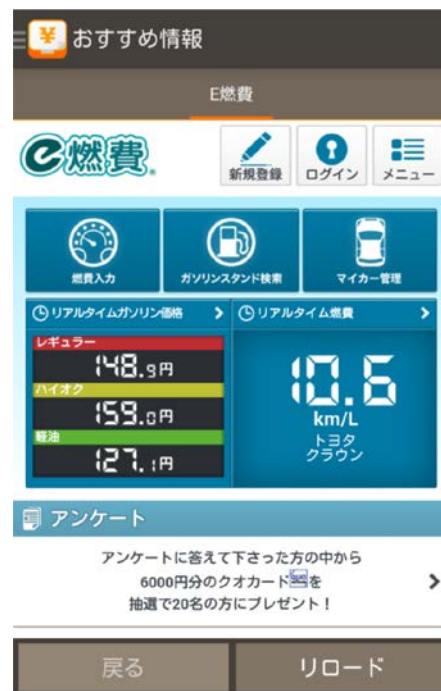 ¥ おすすめ情報
E燃費
e燃費.
新規登録
ログイン
メニュー
燃費入力
ガソリンスタンド検索
マイカー管理
リアルタイムガソリン価格
レギュラー
148.9円
ハイオク
159.0円
軽油
127.1円
リアルタイム燃費
10.6
km/L
トヨタ
クラウン
アンケート
アンケートに答えて下さった方の中から
6000円分のクオカードを
抽選で20名の方にプレゼント！
戻る
リロード